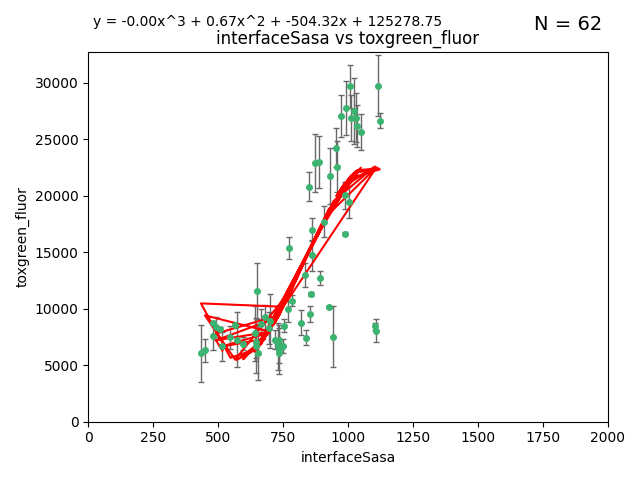 y = -0.00x^3 + 0.67x^2 + -504.32x + 125278.75
N = 62
interfaceSasa vs toxgreen_fluor
30000
25000
20000
15000
10000
5000
0
toxgreen_fluor
0 250 500 750 1000 1250 1500 1750 2000
interfaceSasa